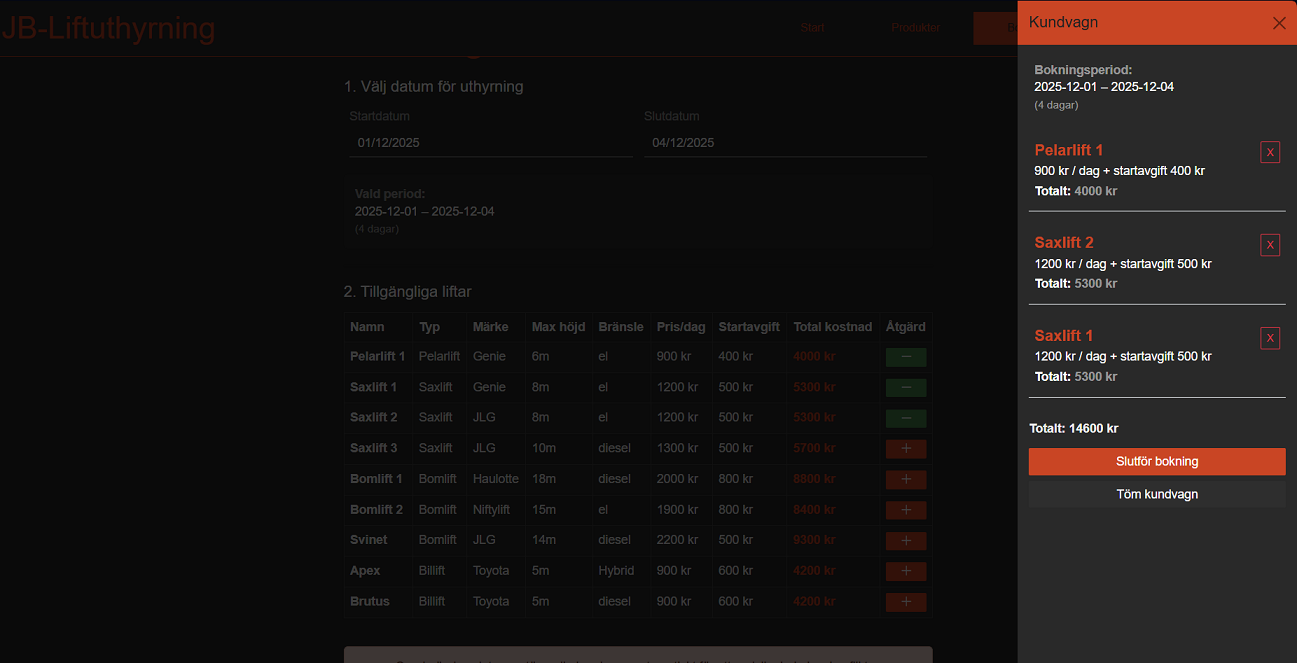 JB-Liftuthyrning
Start
Produkter
Kundvagn
1. Välj datum för uthyrning
Startdatum
Slutdatum
01/12/2025
04/12/2025
Vald period:
2025-12-01 – 2025-12-04
(4 dagar)
2. Tillgängliga liftar
Namn Typ Märke Max höjd Bränsle Pris/dag Startavgift Total kostnad Åtgärd
Pelarlift 1 Pelarlift Genie 6m el 900 kr 400 kr 4000 kr −
Saxlift 1 Saxlift Genie 8m el 1200 kr 500 kr 5300 kr −
Saxlift 2 Saxlift JLG 8m el 1200 kr 500 kr 5300 kr −
Saxlift 3 Saxlift JLG 10m diesel 1300 kr 500 kr 5700 kr +
Bomlift 1 Bomlift Haulotte 18m diesel 2000 kr 800 kr 8800 kr +
Bomlift 2 Bomlift Niftylift 15m el 1900 kr 800 kr 8400 kr +
Svinet Bomlift JLG 14m diesel 2200 kr 500 kr 9300 kr +
Apex Billift Toyota 5m Hybrid 900 kr 600 kr 4200 kr +
Brutus Billift Toyota 5m diesel 900 kr 600 kr 4200 kr +
Bokningsperiod:
2025-12-01 – 2025-12-04
(4 dagar)
Pelarlift 1
X
900 kr / dag + startavgift 400 kr
Totalt: 4000 kr
Saxlift 2
X
1200 kr / dag + startavgift 500 kr
Totalt: 5300 kr
Saxlift 1
X
1200 kr / dag + startavgift 500 kr
Totalt: 5300 kr
Totalt: 14600 kr
Slutför bokning
Töm kundvagn